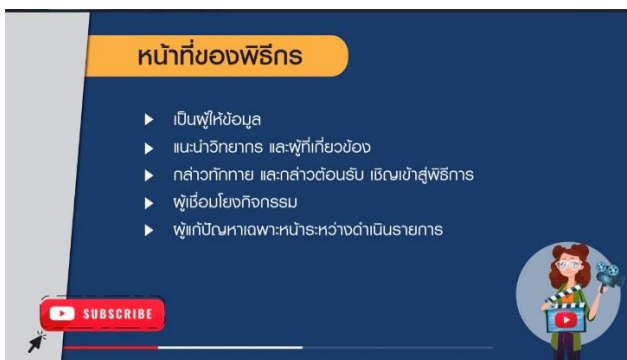 หน้าที่ของพิธีกร
เป็นผู้ให้ข้อมูล
แนะนำวิทยากร และผู้ที่เกี่ยวข้อง
กล่าวทักทาย และกล่าวต้อนรับ เชิญเข้าสู่พิธีการ
ผู้เชื่อมโยงกิจกรรม
ผู้แก้ปัญหาเฉพาะหน้าระหว่างดำเนินรายการ
SUBSCRIBE